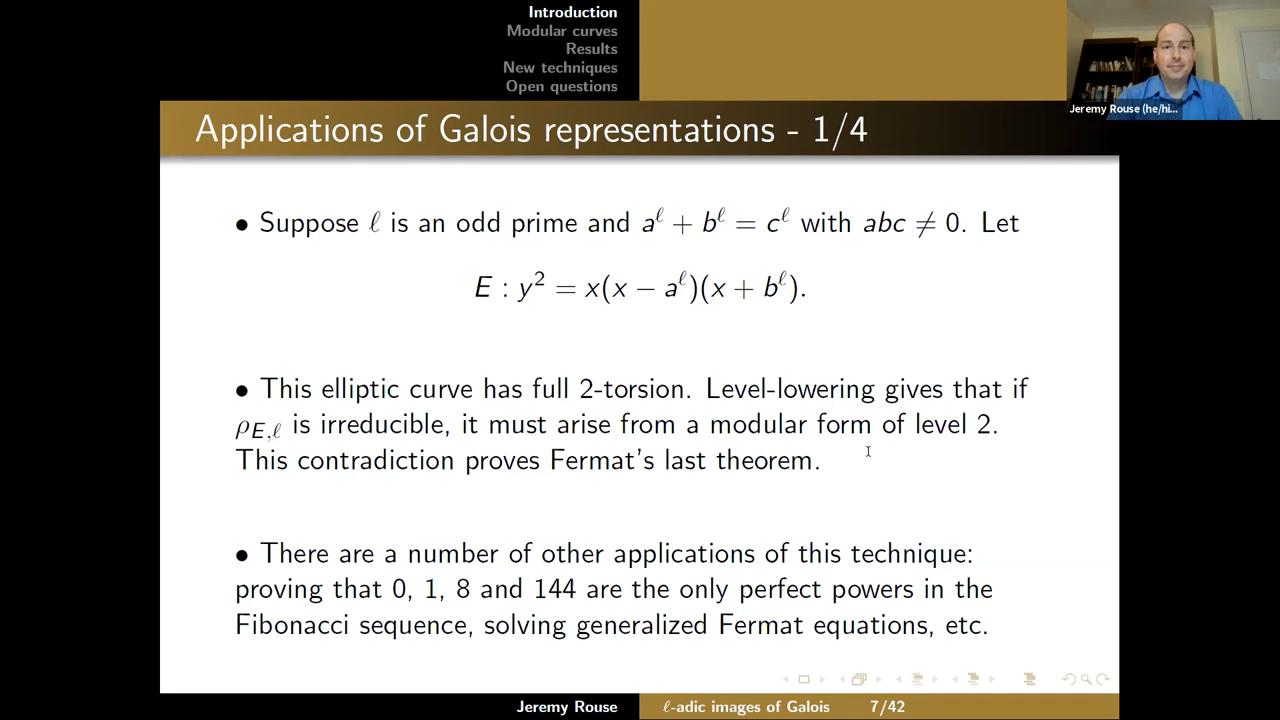 Introduction
Modular curves
Results
New techniques
Open questions
Jeremy Rouse (he/hi...
Applications of Galois representations - 1/4
• Suppose ℓ is an odd prime and a^ℓ + b^ℓ = c^ℓ with abc ≠ 0. Let
E : y² = x(x − a^ℓ)(x + b^ℓ).
• This elliptic curve has full 2-torsion. Level-lowering gives that if
ρ_{E,ℓ} is irreducible, it must arise from a modular form of level 2.
This contradiction proves Fermat's last theorem.
• There are a number of other applications of this technique:
proving that 0, 1, 8 and 144 are the only perfect powers in the
Fibonacci sequence, solving generalized Fermat equations, etc.
Jeremy Rouse ℓ-adic images of Galois 7/42